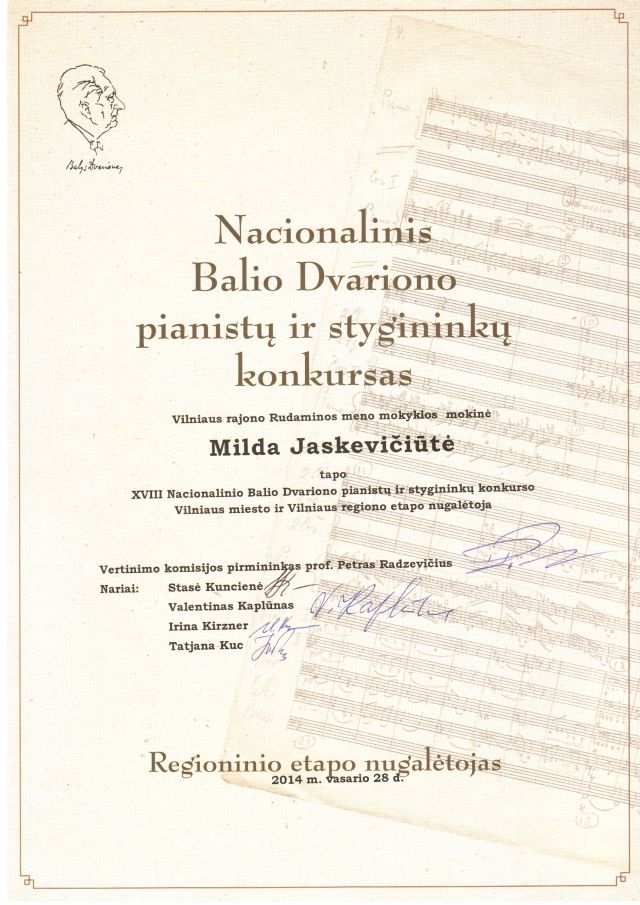 Balys Dvarionas
Nacionalinis
Balio Dvariono
pianistų ir stygininkų
konkursas
Vilniaus rajono Rudaminos meno mokyklos mokinė
Milda Jaskevičiūtė
tapo
XVIII Nacionalinio Balio Dvariono pianistų ir stygininkų konkurso
Vilniaus miesto ir Vilniaus regiono etapo nugalėtoja
Vertinimo komisijos pirmininkas prof. Petras Radzevičius
Nariai: Stasė Kuncienė
Valentinas Kaplūnas
Irina Kirzner
Tatjana Kuc
Regioninio etapo nugalėtojas
2014 m. vasario 28 d.